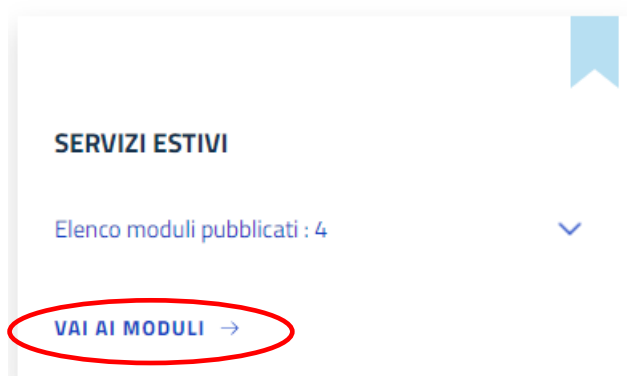 SERVIZI ESTIVI
Elenco moduli pubblicati : 4
VAI AI MODULI →